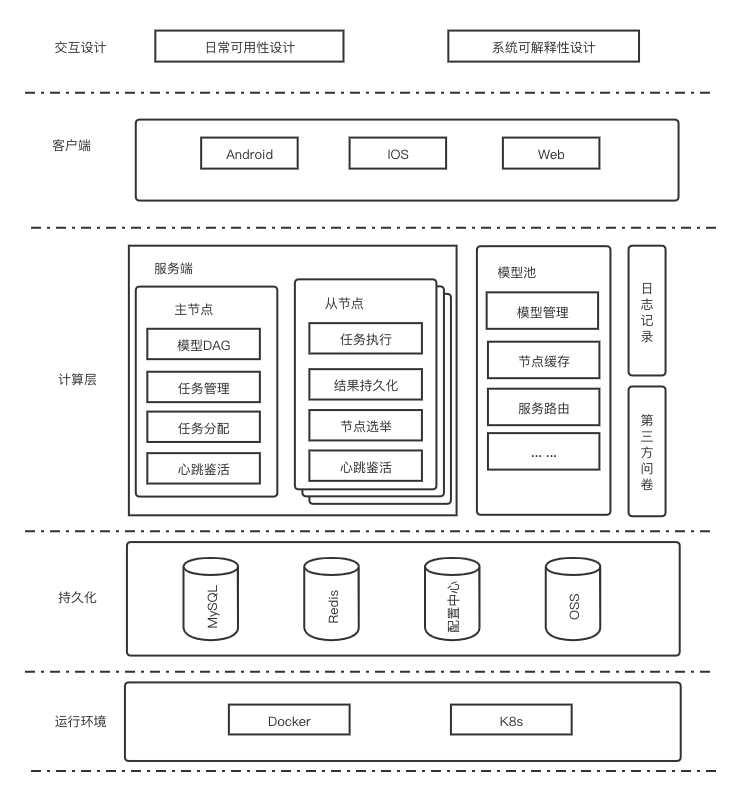 交互设计
日常可用性设计
系统可解释性设计
客户端
Android
IOS
Web
计算层
服务端
主节点
模型DAG
任务管理
任务分配
心跳鉴活
从节点
任务执行
结果持久化
节点选举
心跳鉴活
模型池
模型管理
节点缓存
服务路由
... ...
日志记录
第三方问卷
持久化
MySQL
Redis
配置中心
OSS
运行环境
Docker
K8s